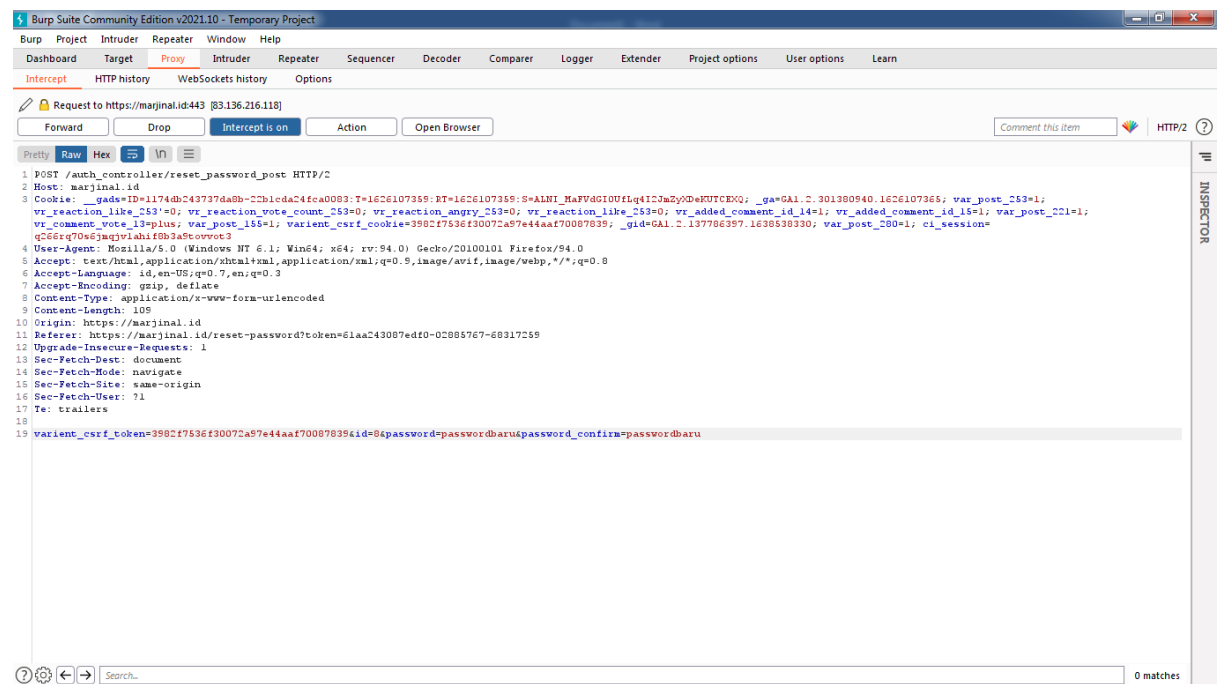 Burp Suite Community Edition v2021.10 - Temporary Project
Burp Project Intruder Repeater Window Help
Dashboard Target Proxy Intruder Repeater Sequencer Decoder Comparer Logger Extender Project options User options Learn
Intercept HTTP history WebSockets history Options
Request to https://marjinal.id:443 [83.136.216.118]
Forward Drop Intercept is on Action Open Browser Comment this item HTTP/2 ?
Pretty Raw Hex \n
INSPECTOR
1 POST /auth_controller/reset_password_post HTTP/2
2 Host: marjinal.id
3 Cookie: __gads=ID=1174db243737da8b-22b1cda24fca0083:T=1626107359:RT=1626107359:S=ALNI_MaFVdGIOUfLq4I2JmZyXDeKUTCEXQ; _ga=GA1.2.301380940.1626107365; var_post_253=1;
vr_reaction_like_253'=0; vr_reaction_vote_count_253=0; vr_reaction_angry_253=0; vr_reaction_like_253=0; vr_added_comment_id_14=1; vr_added_comment_id_15=1; var_post_221=1;
vr_comment_vote_13=plus; var_post_155=1; varient_csrf_cookie=3982f7536f30072a97e44aaf70087839; _gid=GA1.2.137786397.1638538330; var_post_280=1; ci_session=
q266rq70s6jmqjvlahif8b3a9tovvot3
4 User-Agent: Mozilla/5.0 (Windows NT 6.1; Win64; x64; rv:94.0) Gecko/20100101 Firefox/94.0
5 Accept: text/html,application/xhtml+xml,application/xml;q=0.9,image/avif,image/webp,*/*;q=0.8
6 Accept-Language: id,en-US;q=0.7,en;q=0.3
7 Accept-Encoding: gzip, deflate
8 Content-Type: application/x-www-form-urlencoded
9 Content-Length: 109
10 Origin: https://marjinal.id
11 Referer: https://marjinal.id/reset-password?token=61aa243087edf0-02885767-68317259
12 Upgrade-Insecure-Requests: 1
13 Sec-Fetch-Dest: document
14 Sec-Fetch-Mode: navigate
15 Sec-Fetch-Site: same-origin
16 Sec-Fetch-User: ?1
17 Te: trailers
18
19 varient_csrf_token=3982f7536f30072a97e44aaf70087839&id=8&password=passwordbaru&password_confirm=passwordbaru
Search...
0 matches